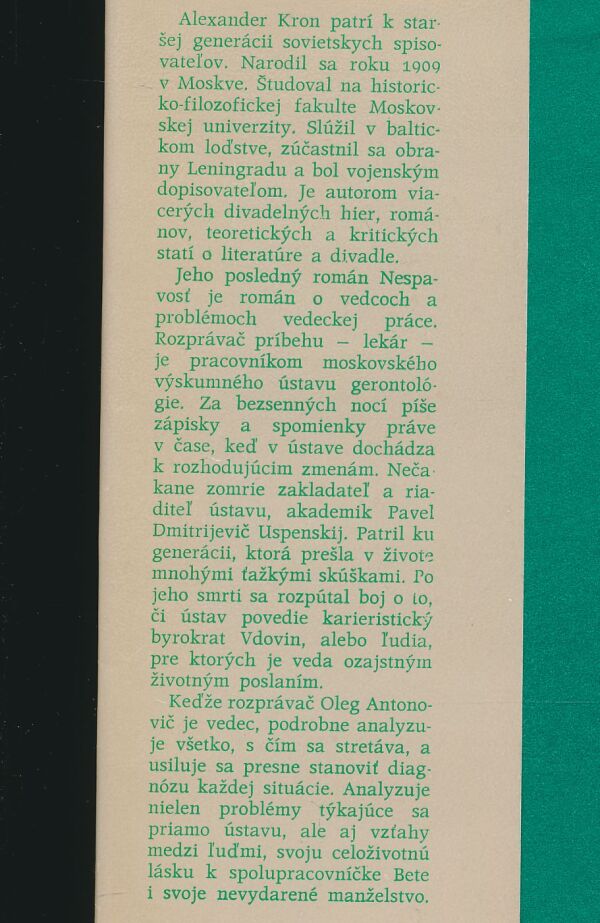 Alexander Kron patrí k star-
šej generácii sovietskych spiso-
vateľov. Narodil sa roku 1909
v Moskve. Študoval na historic-
ko-filozofickej fakulte Moskov-
skej univerzity. Slúžil v baltic-
kom loďstve, zúčastnil sa obra-
ny Leningradu a bol vojenským
dopisovateľom. Je autorom via-
cerých divadelných hier, romá-
nov, teoretických a kritických
statí o literatúre a divadle.
Jeho posledný román Nespa-
vosť je román o vedcoch a
problémoch vedeckej práce.
Rozprávač príbehu – lekár –
je pracovníkom moskovského
výskumného ústavu gerontoló-
gie. Za bezsenných nocí píše
zápisky a spomienky práve
v čase, keď v ústave dochádza
k rozhodujúcim zmenám. Neča-
kane zomrie zakladateľ a ria-
diteľ ústavu, akademik Pavel
Dmitrijevič Uspenskij. Patril ku
generácii, ktorá prešla v živote
mnohými ťažkými skúškami. Po
jeho smrti sa rozpútal boj o to,
či ústav povedie karieristický
byrokrat Vdovin, alebo ľudia,
pre ktorých je veda ozajstným
životným poslaním.
Keďže rozprávač Oleg Antono-
vič je vedec, podrobne analyzu-
je všetko, s čím sa stretáva, a
usiluje sa presne stanoviť diag-
nózu každej situácie. Analyzuje
nielen problémy týkajúce sa
priamo ústavu, ale aj vzťahy
medzi ľuďmi, svoju celoživotnú
lásku k spolupracovníčke Bete
i svoje nevydarené manželstvo.